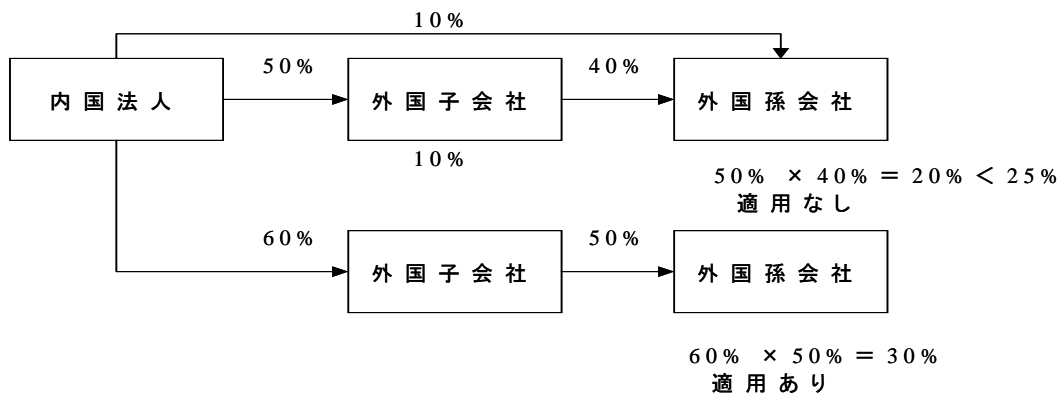 10%
50%
40%
内国法人
外国子会社
外国孫会社
10%
50% × 40% = 20% < 25%
適用なし
60%
50%
外国子会社
外国孫会社
60% × 50% = 30%
適用あり